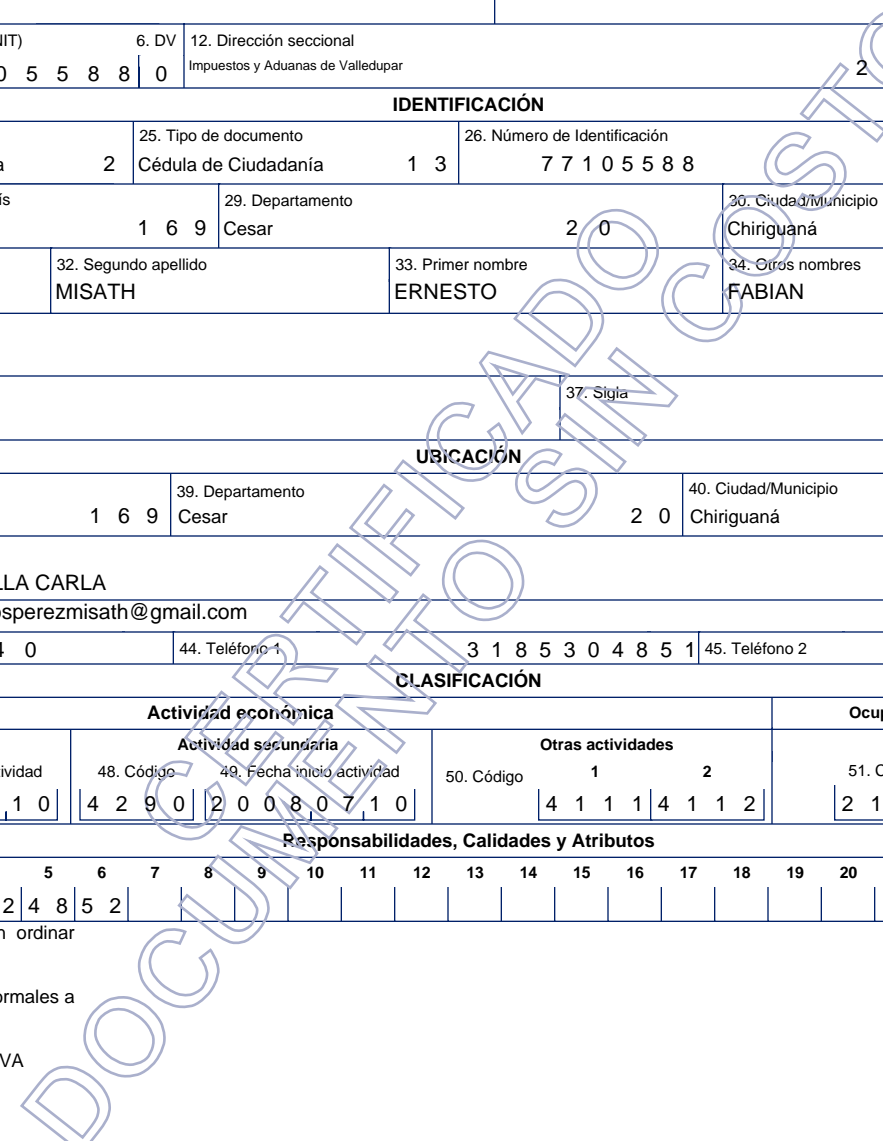 IIT) 6. DV 12. Dirección seccional
0 5 5 8 8 0 Impuestos y Aduanas de Valledupar 2
IDENTIFICACIÓN
25. Tipo de documento 26. Número de Identificación
a 2 Cédula de Ciudadanía 1 3 7 7 1 0 5 5 8 8
ís 29. Departamento 30. Ciudad/Municipio
1 6 9 Cesar 2 0 Chiriguaná
32. Segundo apellido 33. Primer nombre 34. Otros nombres
MISATH ERNESTO FABIAN
37. Sigla
UBICACIÓN
39. Departamento 40. Ciudad/Municipio
1 6 9 Cesar 2 0 Chiriguaná
LLA CARLA
osperezmisath@gmail.com
4 0 44. Teléfono 1 3 1 8 5 3 0 4 8 5 1 45. Teléfono 2
CLASIFICACIÓN
Actividad económica Ocup
Actividad secundaria Otras actividades
ividad 48. Código 49. Fecha inicio actividad 50. Código 1 2 51. C
1 0 4 2 9 0 2 0 0 8 0 7 1 0 4 1 1 1 4 1 1 2 2 1
Responsabilidades, Calidades y Atributos
5 6 7 8 9 10 11 12 13 14 15 16 17 18 19 20
2 4 8 5 2
n ordinar
ormales a
VA
CERTIFICADO
DOCUMENTO SIN COSTO